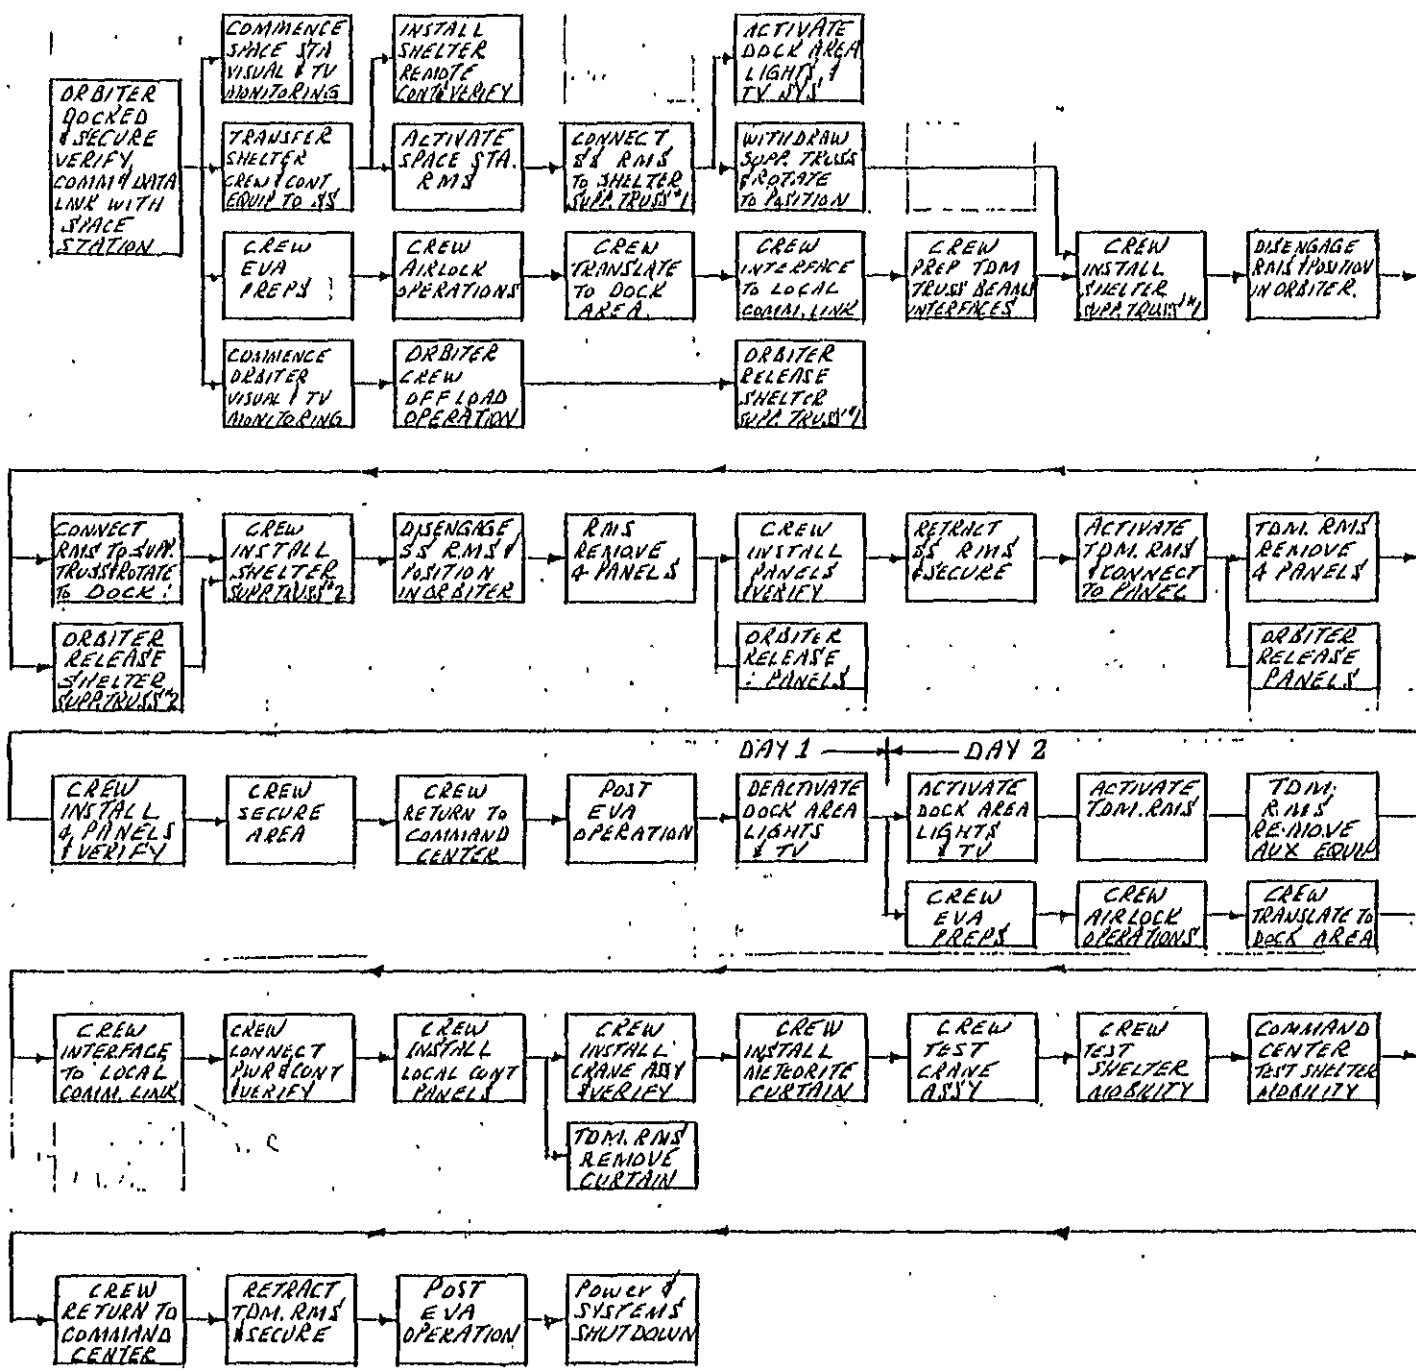 ORBITER
DOCKED
& SECURE
VERIFY,
COMM & DATA
LINK WITH
SPACE
STATION
COMMENCE
SPACE STA
VISUAL & TV
MONITORING
INSTALL
SHELTER
REMOTE
CONT & VERIFY
ACTIVATE
DOCK AREA
LIGHTS, &
TV SYS
TRANSFER
SHELTER
CREW & CONT
EQUIP TO SS
ACTIVATE
SPACE STA.
RMS
CONNECT
SS RMS
TO SHELTER
SUPP. TRUSS #1
WITHDRAW
SUPP. TRUSS
& ROTATE
TO POSITION
CREW
EVA
PREPS
CREW
AIRLOCK
OPERATIONS
CREW
TRANSLATE
TO DOCK
AREA.
CREW
INTERFACE
TO LOCAL
COMM. LINK
CREW
PREP TDM
TRUSS BEAM
INTERFACES
CREW
INSTALL
SHELTER
SUPP. TRUSS #1
DISENGAGE
RMS & POSITION
IN ORBITER.
COMMENCE
ORBITER
VISUAL & TV
MONITORING
ORBITER
CREW
OFF LOAD
OPERATION
ORBITER
RELEASE
SHELTER
SUPP. TRUSS #1
CONNECT
RMS TO SUPP.
TRUSS & ROTATE
TO DOCK
CREW
INSTALL
SHELTER
SUPP. TRUSS #2
DISENGAGE
SS RMS &
POSITION
IN ORBITER
RMS
REMOVE
4 PANELS
CREW
INSTALL
PANELS
& VERIFY
RETRACT
SS RMS
& SECURE
ACTIVATE
TDM. RMS
& CONNECT
TO PANEL
TDM. RMS
REMOVE
4 PANELS
ORBITER
RELEASE
SHELTER
SUPP. TRUSS #2
ORBITER
RELEASE
PANELS
ORBITER
RELEASE
PANELS
DAY 1
DAY 2
CREW
INSTALL
4 PANELS
& VERIFY
CREW
SECURE
AREA
CREW
RETURN TO
COMMAND
CENTER
POST
EVA
OPERATION
DEACTIVATE
DOCK AREA
LIGHTS
& TV
ACTIVATE
DOCK AREA
LIGHTS
& TV
ACTIVATE
TDM. RMS
TDM.
RMS
REMOVE
AUX EQUIP
CREW
EVA
PREPS
CREW
AIRLOCK
OPERATIONS
CREW
TRANSLATE TO
DOCK AREA
CREW
INTERFACE
TO LOCAL
COMM. LINK
CREW
CONNECT
PWR & CONT
& VERIFY
CREW
INSTALL
LOCAL CONT
PANELS
CREW
INSTALL
CRANE ASSY
& VERIFY
CREW
INSTALL
METEORITE
CURTAIN
CREW
TEST
CRANE
ASSY
CREW
TEST
SHELTER
MOBILITY
COMMAND
CENTER
TEST SHELTER
MOBILITY
TDM. RMS
REMOVE
CURTAIN
CREW
RETURN TO
COMMAND
CENTER
RETRACT
TDM. RMS
& SECURE
POST
EVA
OPERATION
POWER &
SYSTEMS
SHUTDOWN